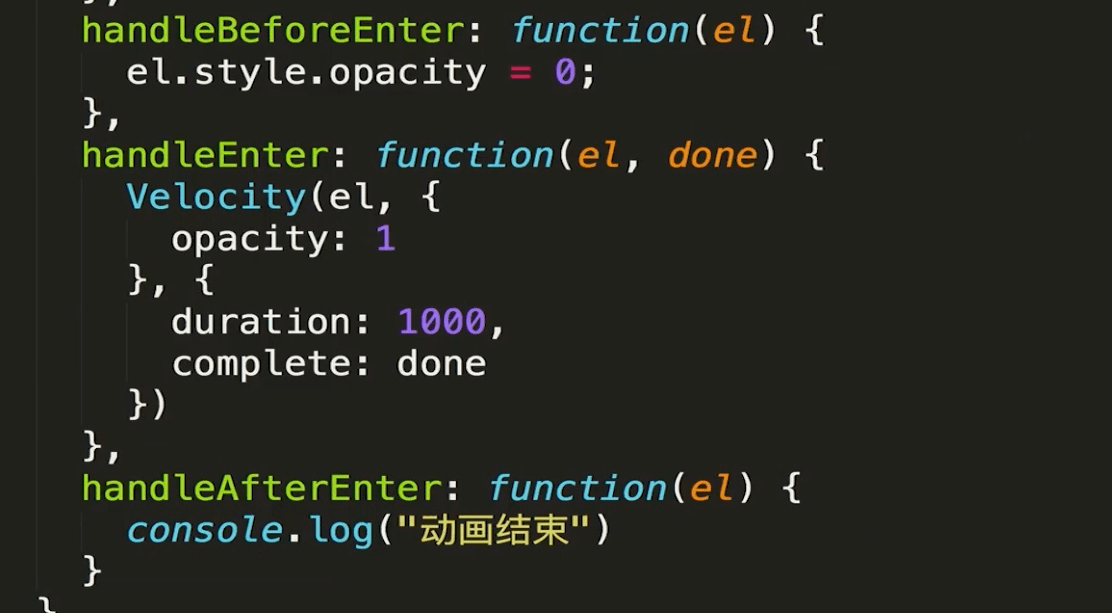 },
handleBeforeEnter: function(el) {
el.style.opacity = 0;
},
handleEnter: function(el, done) {
Velocity(el, {
opacity: 1
}, {
duration: 1000,
complete: done
})
},
handleAfterEnter: function(el) {
console.log("动画结束")
}
}